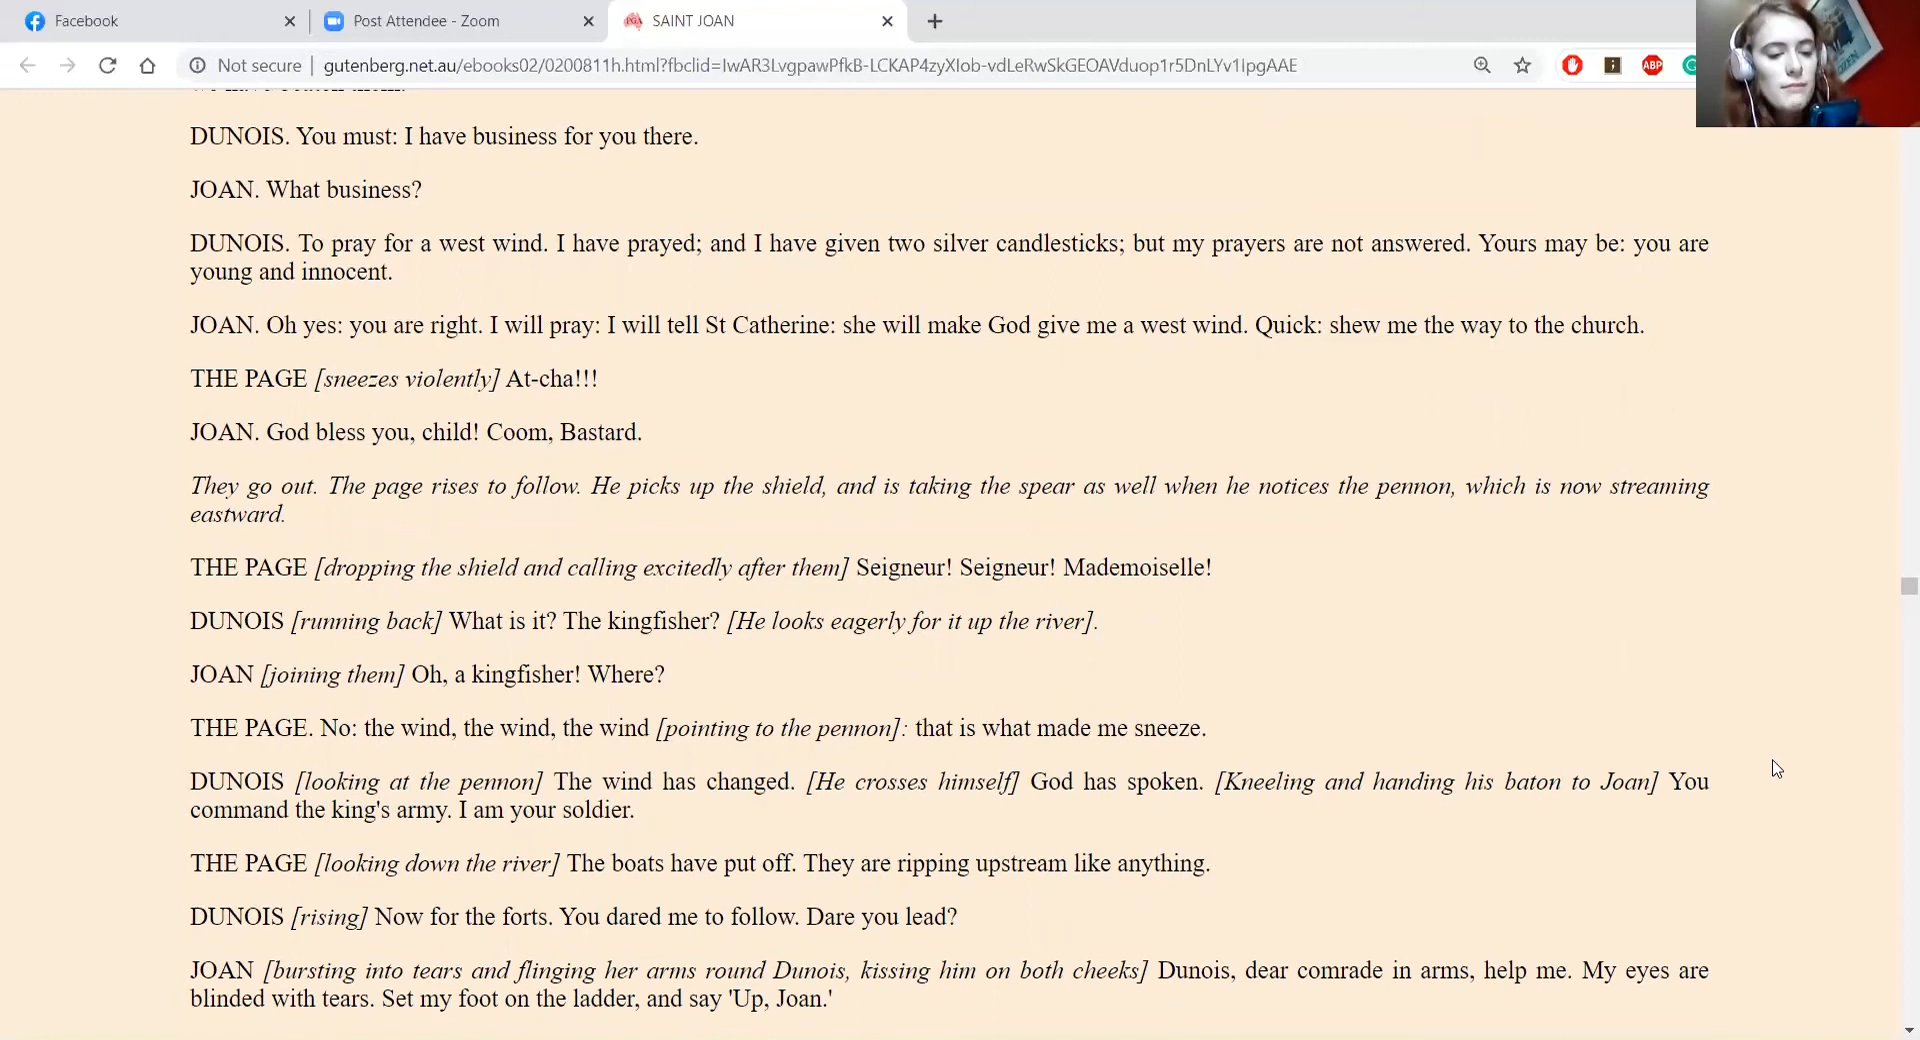 Facebook
Post Attendee - Zoom
SAINT JOAN
Not secure
gutenberg.net.au/ebooks02/0200811h.html?fbclid=IwAR3LvgpawPfkB-LCKAP4zyXIob-vdLeRwSkGEOAVduop1r5DnLYv1IpgAAE
ABP
DUNOIS. You must: I have business for you there.
JOAN. What business?
DUNOIS. To pray for a west wind. I have prayed; and I have given two silver candlesticks; but my prayers are not answered. Yours may be: you are
young and innocent.
JOAN. Oh yes: you are right. I will pray: I will tell St Catherine: she will make God give me a west wind. Quick: shew me the way to the church.
THE PAGE [sneezes violently] At-cha!!!
JOAN. God bless you, child! Coom, Bastard.
They go out. The page rises to follow. He picks up the shield, and is taking the spear as well when he notices the pennon, which is now streaming
eastward.
THE PAGE [dropping the shield and calling excitedly after them] Seigneur! Seigneur! Mademoiselle!
DUNOIS [running back] What is it? The kingfisher? [He looks eagerly for it up the river].
JOAN [joining them] Oh, a kingfisher! Where?
THE PAGE. No: the wind, the wind, the wind [pointing to the pennon]: that is what made me sneeze.
DUNOIS [looking at the pennon] The wind has changed. [He crosses himself] God has spoken. [Kneeling and handing his baton to Joan] You
command the king's army. I am your soldier.
THE PAGE [looking down the river] The boats have put off. They are ripping upstream like anything.
DUNOIS [rising] Now for the forts. You dared me to follow. Dare you lead?
JOAN [bursting into tears and flinging her arms round Dunois, kissing him on both cheeks] Dunois, dear comrade in arms, help me. My eyes are
blinded with tears. Set my foot on the ladder, and say 'Up, Joan.'